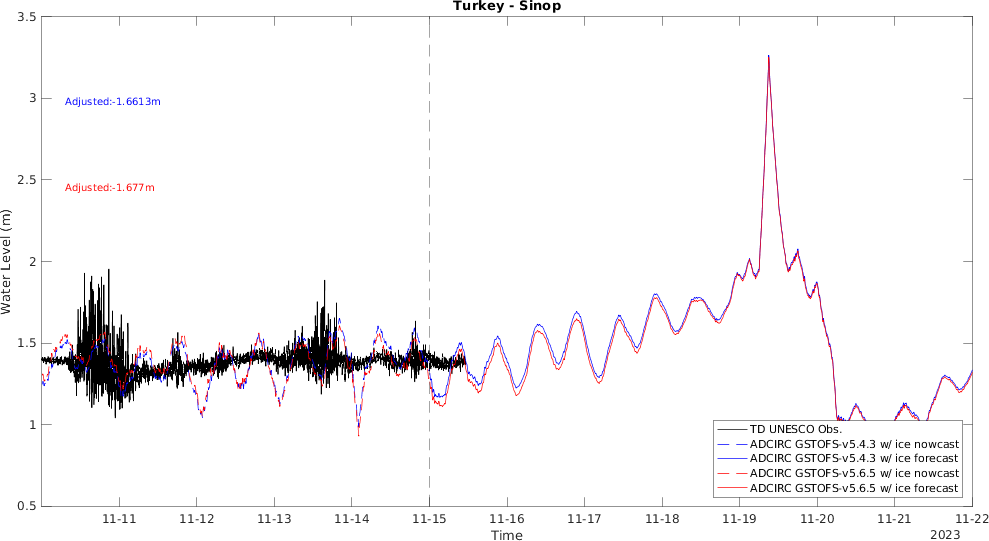 Turkey - Sinop
3.5
3
2.5
2
1.5
1
0.5
Water Level (m)
Adjusted:-1.6613m
Adjusted:-1.677m
TD UNESCO Obs.
ADCIRC GSTOFS-v5.4.3 w/ ice nowcast
ADCIRC GSTOFS-v5.4.3 w/ ice forecast
ADCIRC GSTOFS-v5.6.5 w/ ice nowcast
ADCIRC GSTOFS-v5.6.5 w/ ice forecast
11-11 11-12 11-13 11-14 11-15 11-16 11-17 11-18 11-19 11-20 11-21 11-22
Time
2023